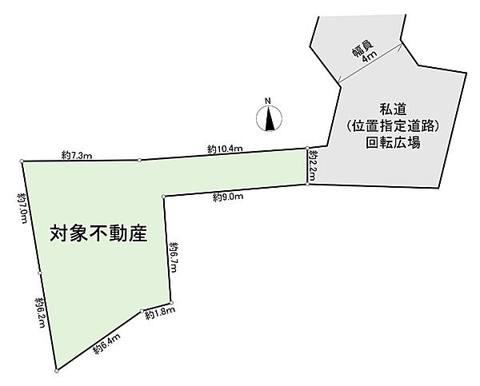 幅員
4m
私道
(位置指定道路)
回転広場
N
約7.3m
約10.4m
約2.2m
約9.0m
約7.0m
対象不動産
約6.7m
約6.2m
約1.8m
約6.4m